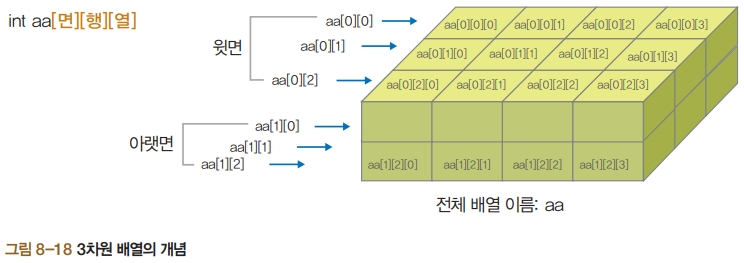 int aa[면][행][열]
윗면
aa[0][0]
aa[0][1]
aa[0][2]
아랫면
aa[1][0]
aa[1][1]
aa[1][2]
aa[0][0][0] aa[0][0][1] aa[0][0][2] aa[0][0][3]
aa[0][1][0] aa[0][1][1] aa[0][1][2] aa[0][1][3]
aa[0][2][0] aa[0][2][1] aa[0][2][2] aa[0][2][3]
aa[1][2][0] aa[1][2][1] aa[1][2][2] aa[1][2][3]
전체 배열 이름: aa
그림 8-18 3차원 배열의 개념